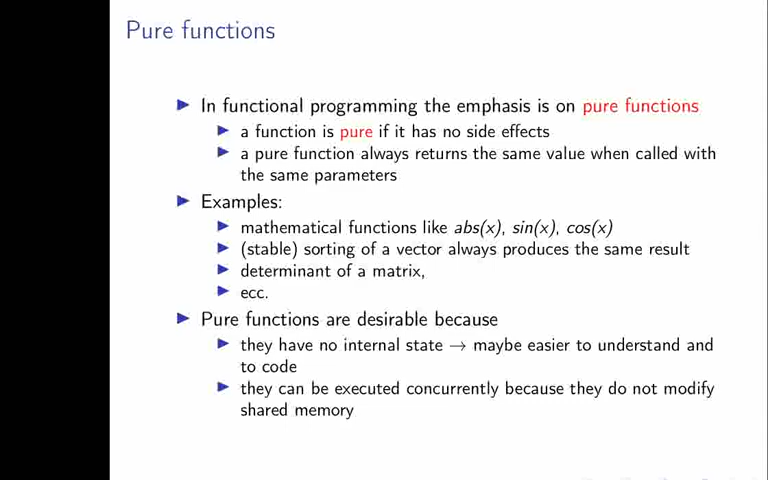 Pure functions
In functional programming the emphasis is on pure functions
a function is pure if it has no side effects
a pure function always returns the same value when called with
the same parameters
Examples:
mathematical functions like abs(x), sin(x), cos(x)
(stable) sorting of a vector always produces the same result
determinant of a matrix,
ecc.
Pure functions are desirable because
they have no internal state → maybe easier to understand and
to code
they can be executed concurrently because they do not modify
shared memory